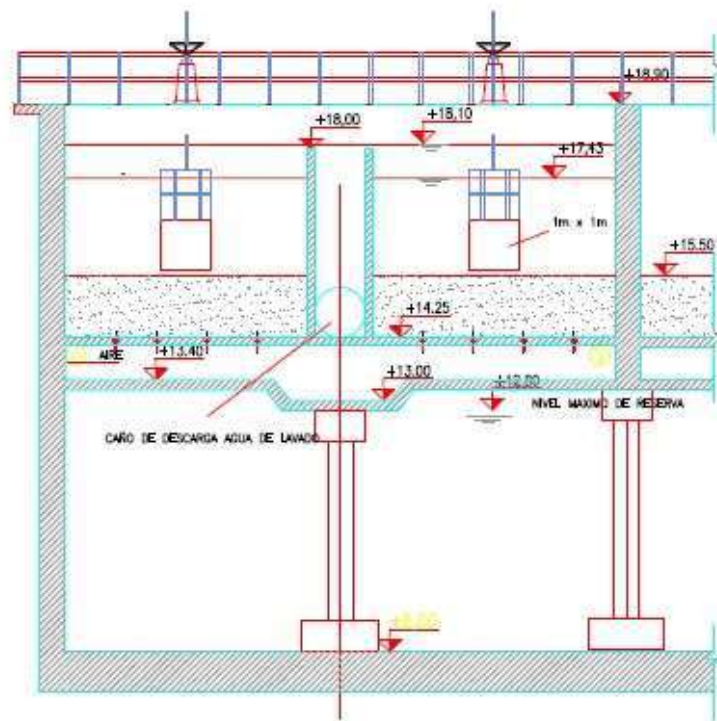 +18,90
+18,00
+18,10
+17,43
1m x 1m
+15.50
+14.25
AIRE
+13.40
+13.00
+12,00
NIVEL MAXIMO DE RESERVA
CAÑO DE DESCARGA AGUA DE LAVADO